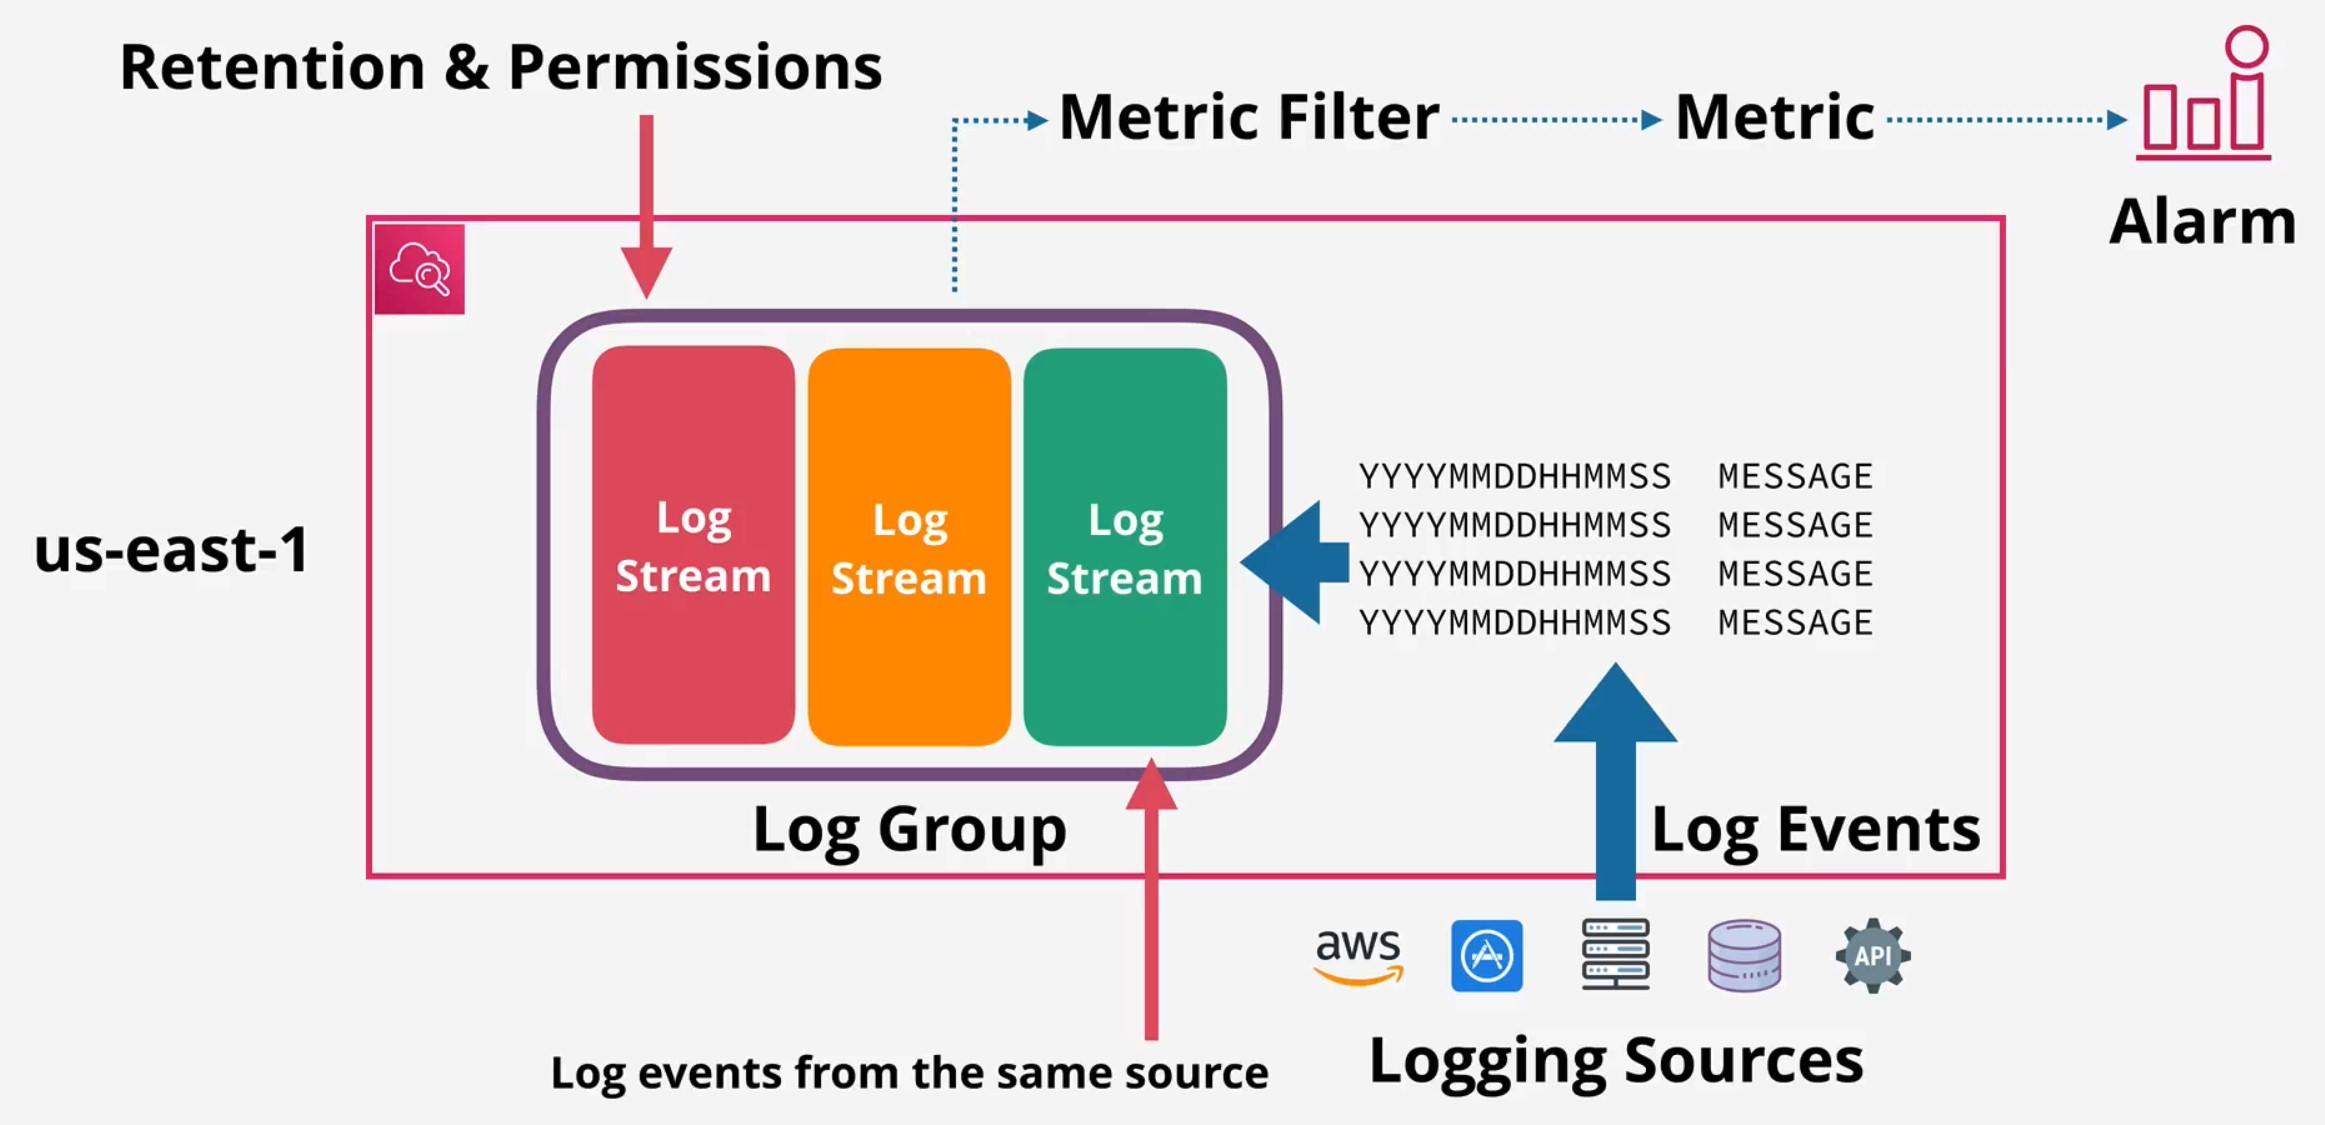 Retention & Permissions
Metric Filter
Metric
Alarm
us-east-1
Log
Stream
Log
Stream
Log
Stream
YYYYMMDDHHMMSS MESSAGE
YYYYMMDDHHMMSS MESSAGE
YYYYMMDDHHMMSS MESSAGE
YYYYMMDDHHMMSS MESSAGE
Log Group
Log Events
aws
API
Logging Sources
Log events from the same source